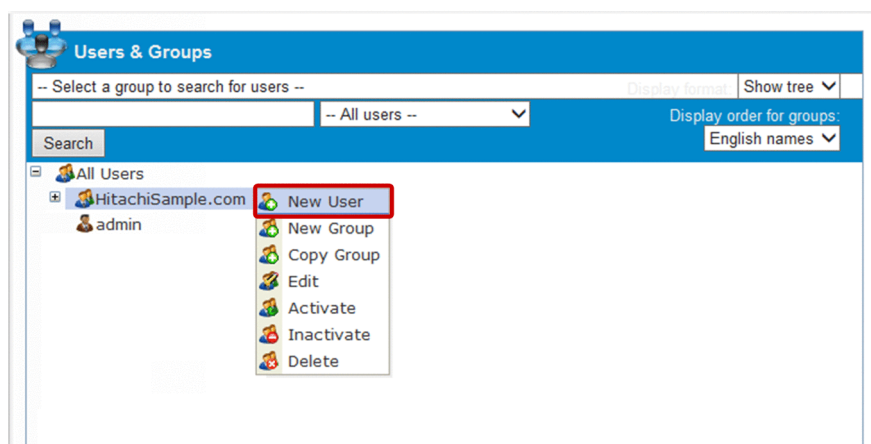 Users & Groups
-- Select a group to search for users --
Display format: Show tree
-- All users --
Display order for groups:
Search
English names
All Users
HitachiSample.com
admin
New User
New Group
Copy Group
Edit
Activate
Inactivate
Delete